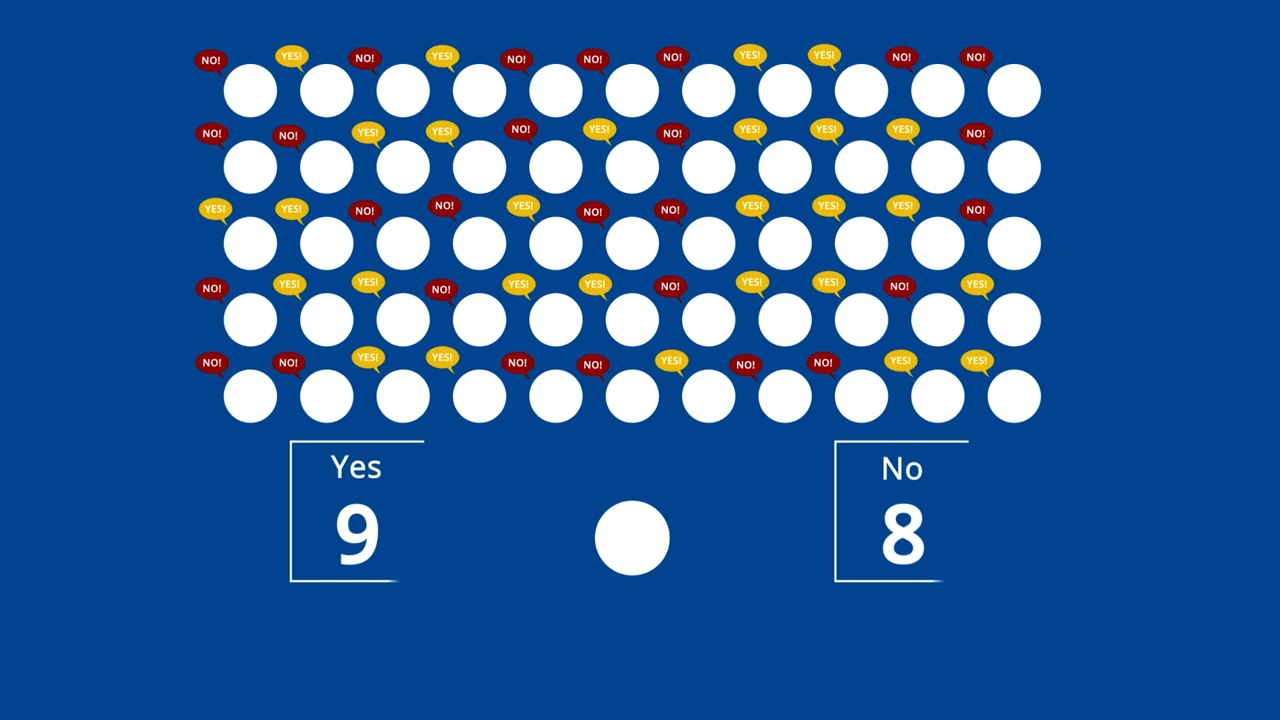 NO! YES! NO! YES! NO! NO! NO! YES! YES! NO! NO!
NO! NO! YES! YES! NO! YES! NO! YES! YES! YES! NO!
YES! YES! NO! NO! YES! NO! NO! YES! YES! YES! NO!
NO! YES! YES! NO! YES! YES! NO! YES! YES! NO! YES!
NO! NO! YES! YES! NO! NO! YES! NO! NO! YES! YES!
Yes
9
No
8